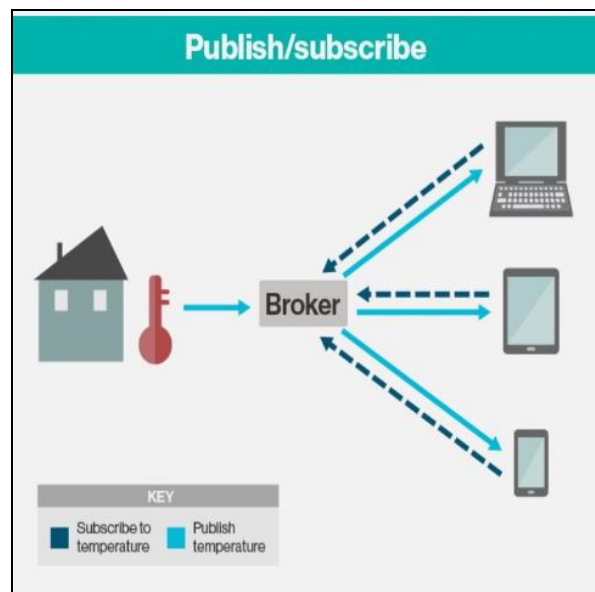 Publish/subscribe
Broker
KEY
Subscribe to
temperature
Publish
temperature